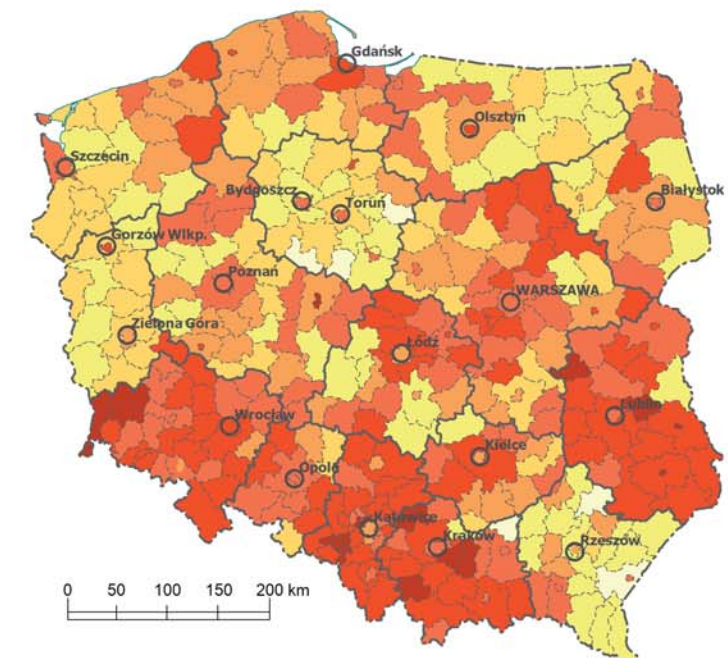 Gdańsk
Olsztyn
Szczecin
Bydgoszcz
Toruń
Białystok
Gorzów Wlkp.
Poznań
WARSZAWA
Zielona Góra
Łódź
Wrocław
Lublin
Kielce
Opole
Katowice
Kraków
Rzeszów
0 50 100 150 200 km